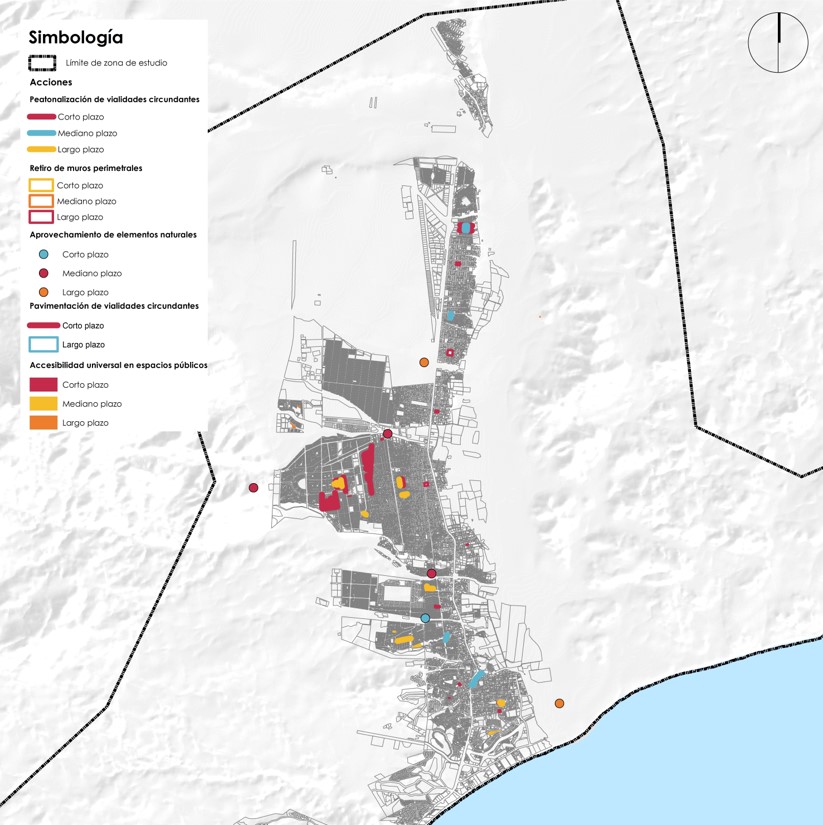 Simbología
Límite de zona de estudio
Acciones
Peatonalización de vialidades circundantes
Corto plazo
Mediano plazo
Largo plazo
Retiro de muros perimetrales
Corto plazo
Mediano plazo
Largo plazo
Aprovechamiento de elementos naturales
Corto plazo
Mediano plazo
Largo plazo
Pavimentación de vialidades circundantes
Corto plazo
Largo plazo
Accesibilidad universal en espacios públicos
Corto plazo
Mediano plazo
Largo plazo